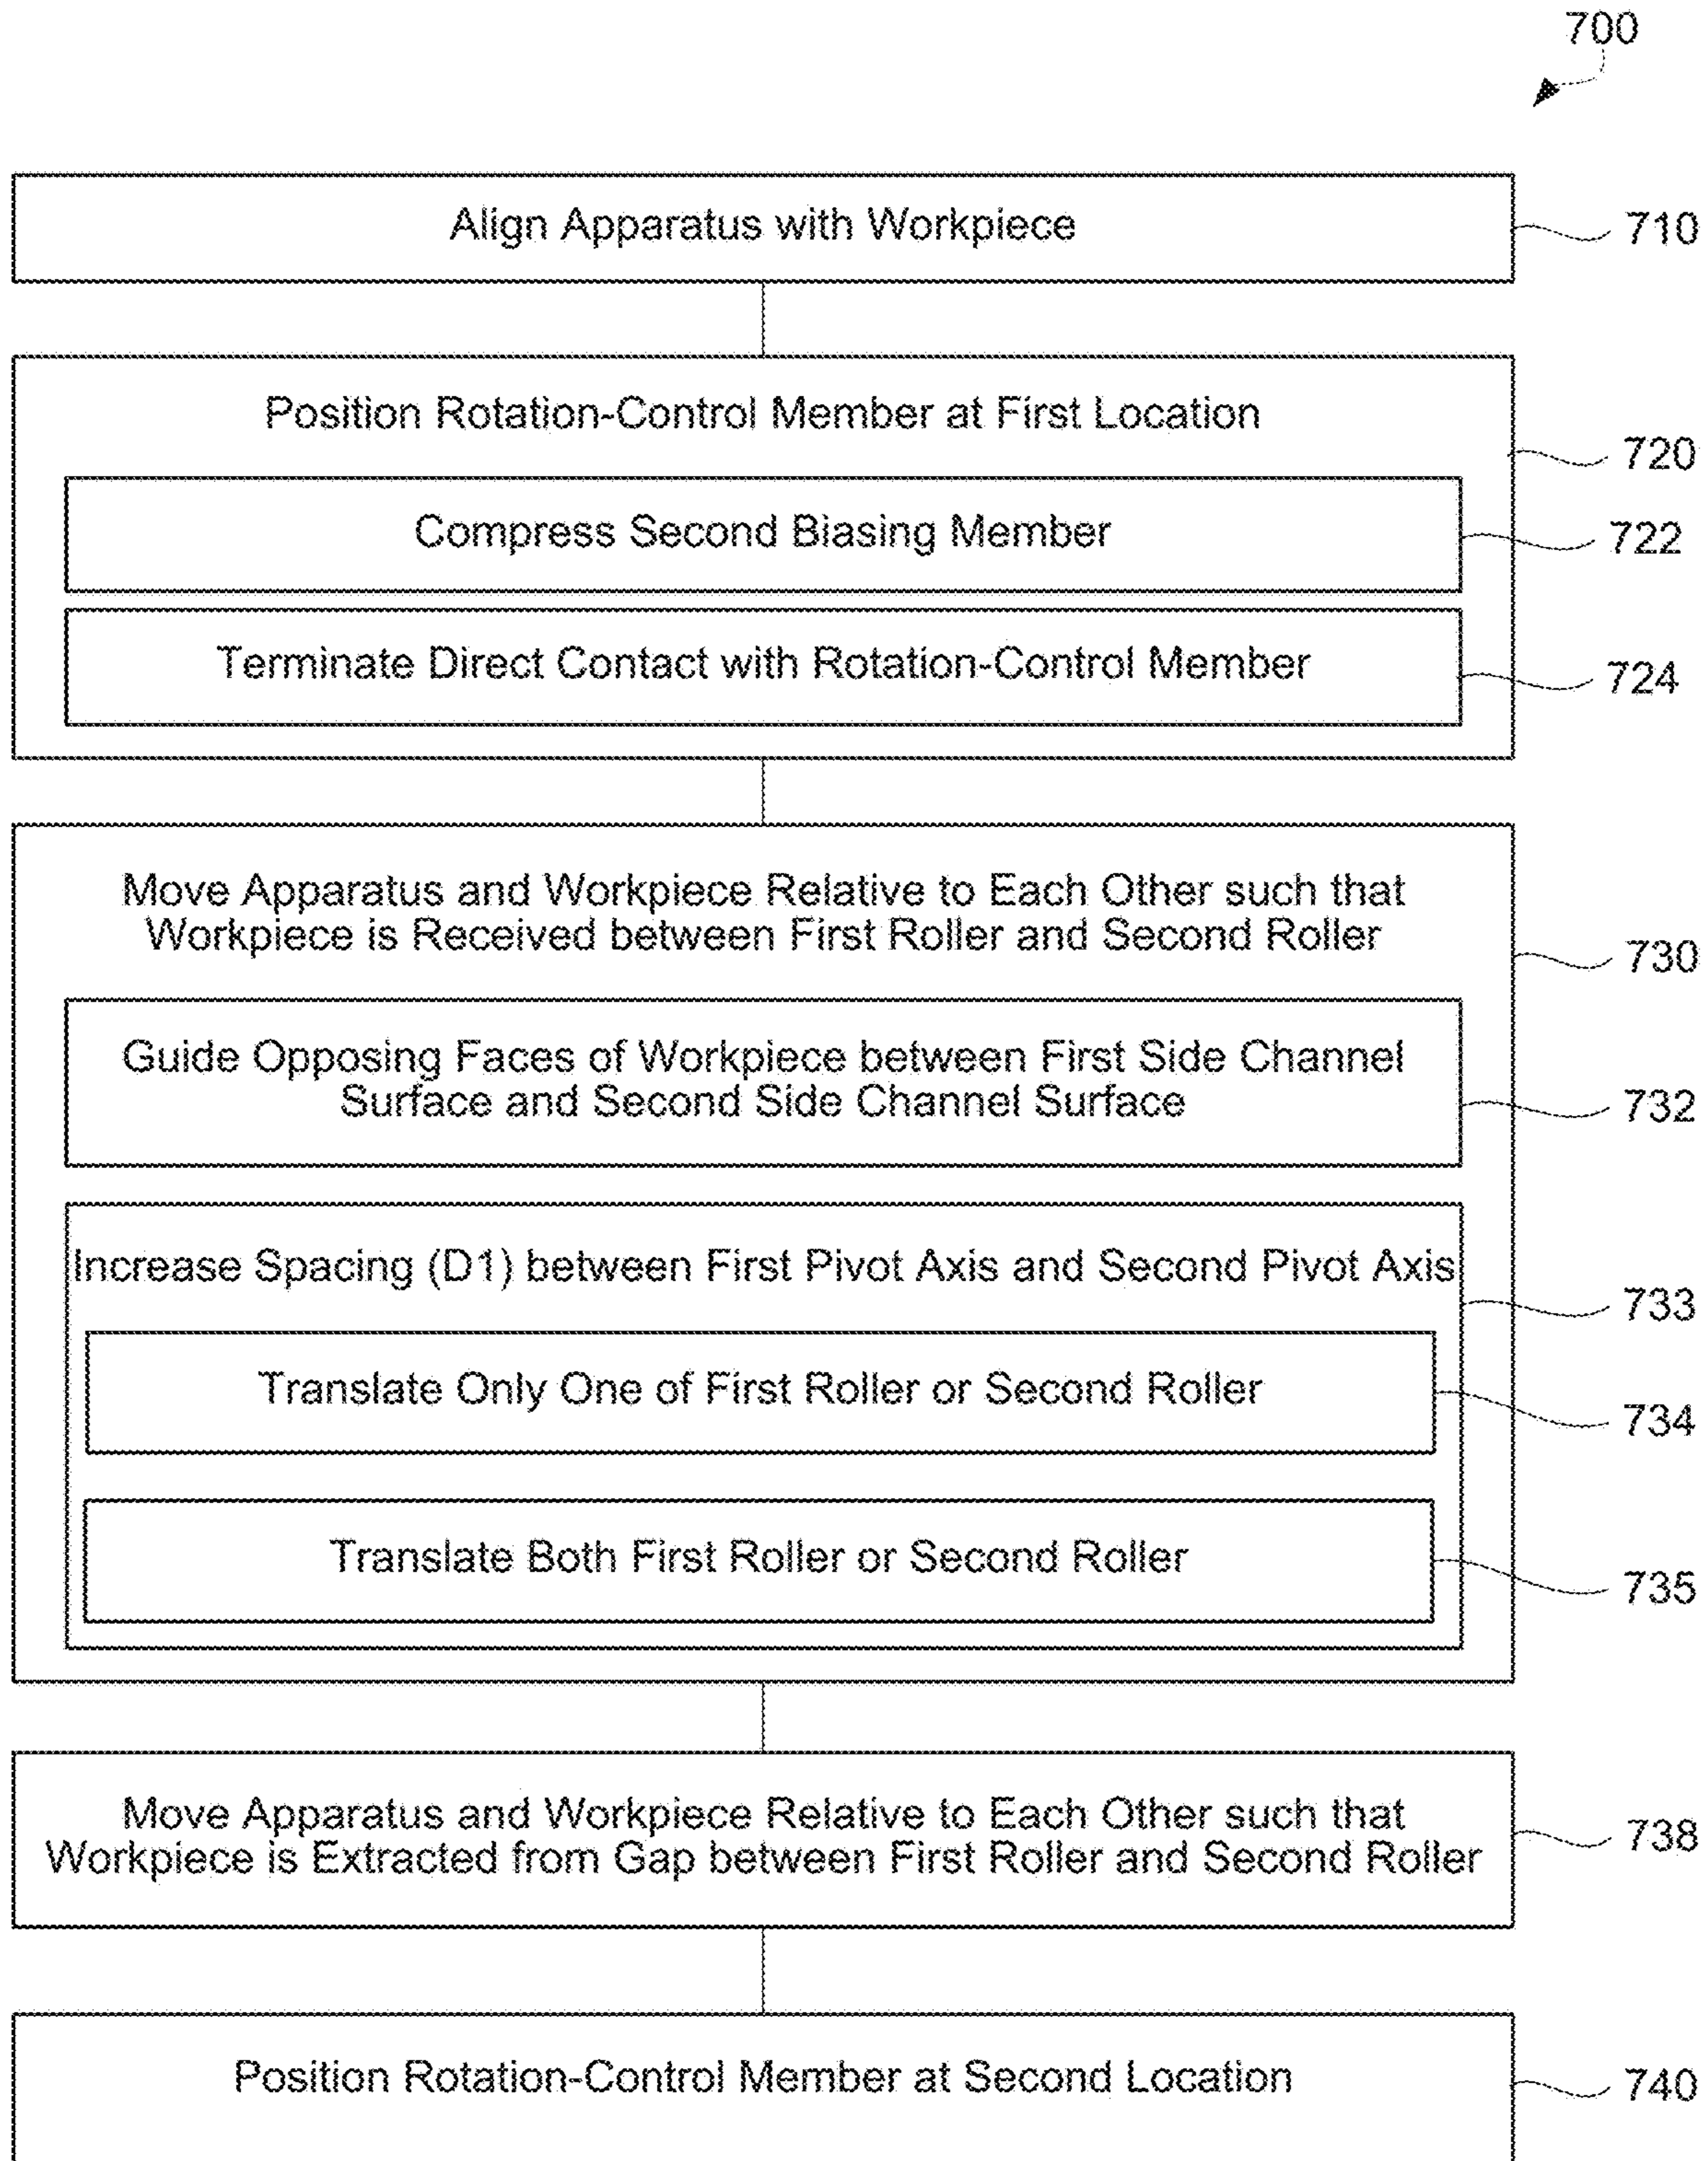 700
Align Apparatus with Workpiece
710
Position Rotation-Control Member at First Location
720
Compress Second Biasing Member
722
Terminate Direct Contact with Rotation-Control Member
724
Move Apparatus and Workpiece Relative to Each Other such that
Workpiece is Received between First Roller and Second Roller
730
Guide Opposing Faces of Workpiece between First Side Channel
Surface and Second Side Channel Surface
732
Increase Spacing (D1) between First Pivot Axis and Second Pivot Axis
733
Translate Only One of First Roller or Second Roller
734
Translate Both First Roller or Second Roller
735
Move Apparatus and Workpiece Relative to Each Other such that
Workpiece is Extracted from Gap between First Roller and Second Roller
738
Position Rotation-Control Member at Second Location
740